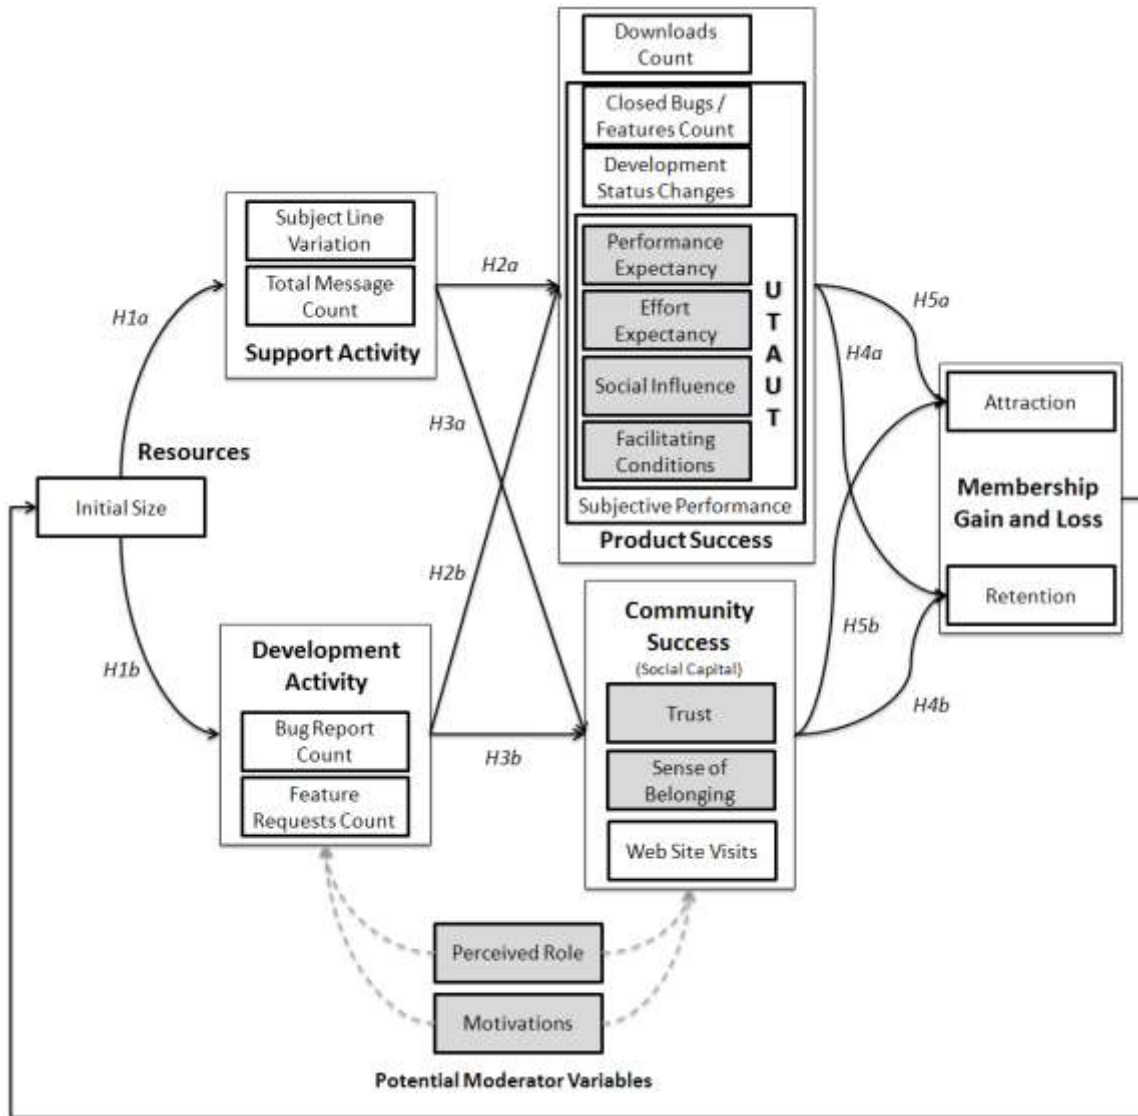 Downloads
Count
Closed Bugs /
Features Count
Development
Status Changes
Performance
Expectancy
Effort
Expectancy
Social Influence
Facilitating
Conditions
U
T
A
U
T
Subjective Performance
Product Success
Subject Line
Variation
Total Message
Count
Support Activity
H1a
H2a
H3a
H5a
H4a
Resources
Initial Size
Attraction
Membership
Gain and Loss
Retention
H1b
H2b
H5b
H4b
H3b
Development
Activity
Bug Report
Count
Feature
Requests Count
Community
Success
(Social Capital)
Trust
Sense of
Belonging
Web Site Visits
Perceived Role
Motivations
Potential Moderator Variables